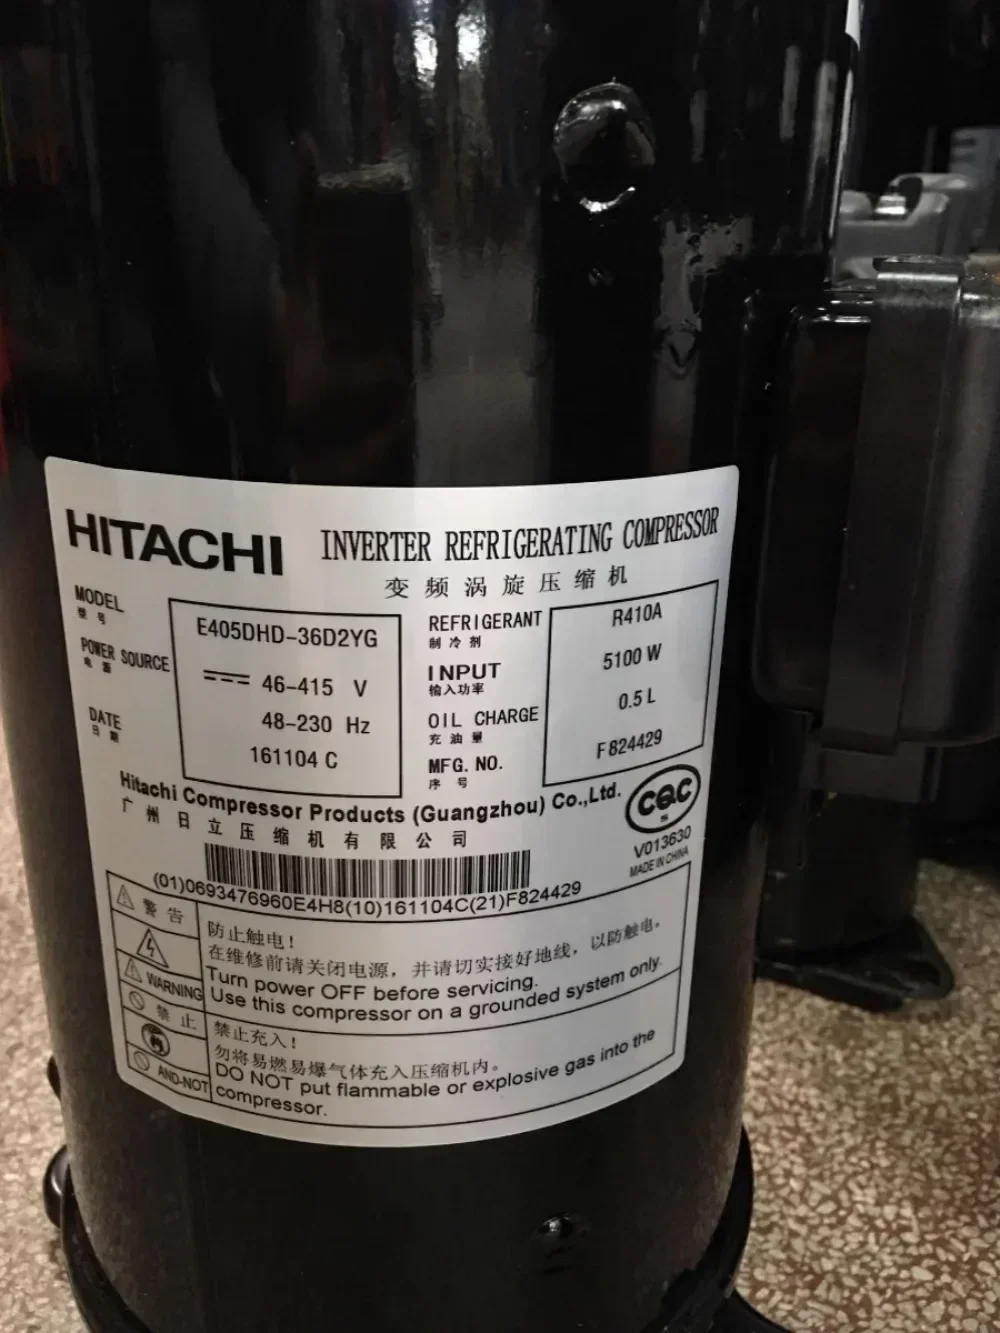 HITACHI INVERTER REFRIGERATING COMPRESSOR
变频涡旋压缩机
MODEL E405DHD-36D2YG
型号
POWER SOURCE 46-415 V
电源
48-230 Hz
DATE 161104 C
日期
REFRIGERANT R410A
制冷剂
INPUT 5100 W
输入功率
OIL CHARGE 0.5 L
充油量
MFG. NO. F824429
序号
Hitachi Compressor Products (Guangzhou) Co.,Ltd.
广州日立压缩机有限公司
CQC
S
V013630
MADE IN CHINA
(01)0693476960E4H8(10)161104C(21)F824429
警告
WARNING
防止触电!
在维修前请关闭电源，并请切实接好地线，以防触电。
Turn power OFF before servicing.
Use this compressor on a grounded system only.
禁止
AND-NOT
禁止充入!
勿将易燃易爆气体充入压缩机内。
DO NOT put flammable or explosive gas into the
compressor.